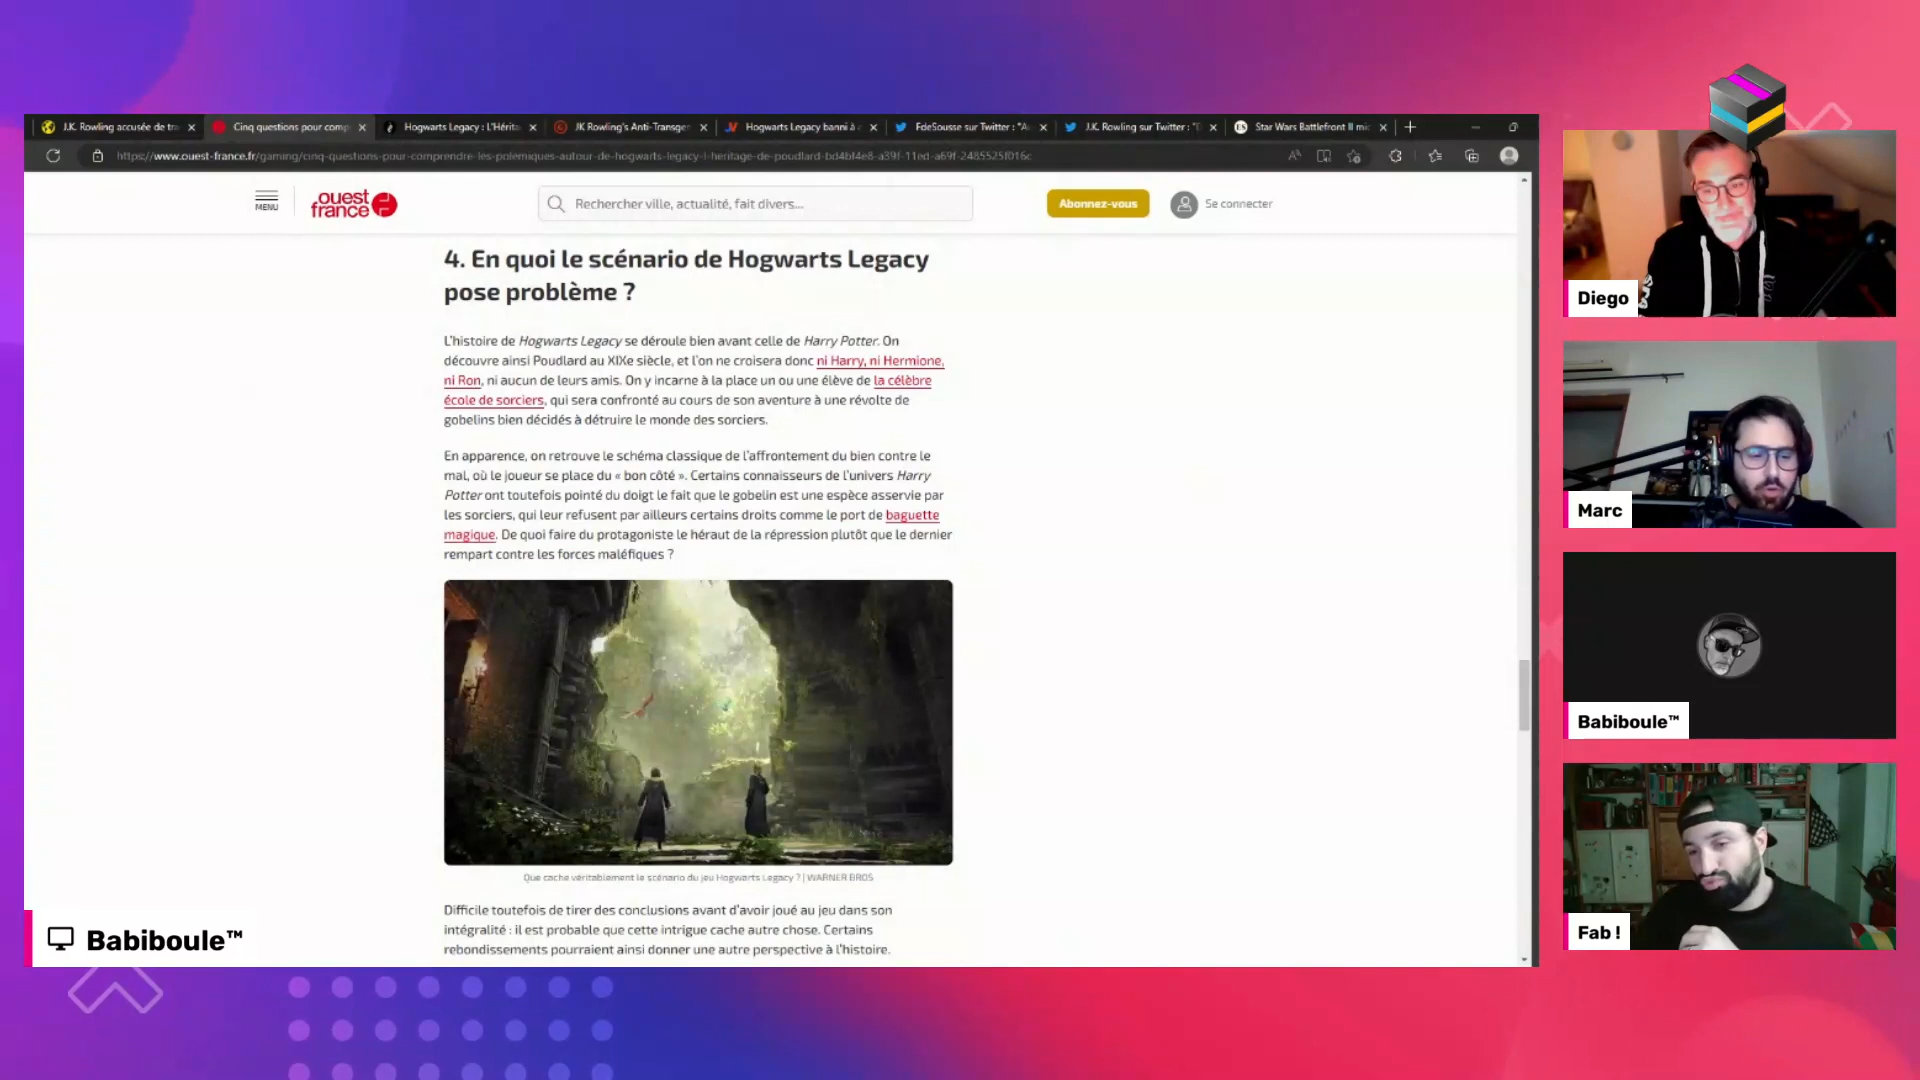 J.K. Rowling accusée de tra
Cinq questions pour comp
Hogwarts Legacy : L'Hérita
JK Rowling's Anti-Transge
Hogwarts Legacy banni à
FdeSousse sur Twitter : "A
J.K. Rowling sur Twitter : "
Star Wars Battlefront II mic
https://www.ouest-france.fr/gaming/cinq-questions-pour-comprendre-les-polemiques-autour-de-hogwarts-legacy-l-heritage-de-poudlard-bd4bf4e8-a39f-11ed-a69f-2485525f016c
MENU
ouest
france
Rechercher ville, actualité, fait divers...
Abonnez-vous
Se connecter
4. En quoi le scénario de Hogwarts Legacy
pose problème ?
L'histoire de Hogwarts Legacy se déroule bien avant celle de Harry Potter. On
découvre ainsi Poudlard au XIXe siècle, et l'on ne croisera donc ni Harry, ni Hermione,
ni Ron, ni aucun de leurs amis. On y incarne à la place un ou une élève de la célèbre
école de sorciers, qui sera confronté au cours de son aventure à une révolte de
gobelins bien décidés à détruire le monde des sorciers.
En apparence, on retrouve le schéma classique de l'affrontement du bien contre le
mal, où le joueur se place du « bon côté ». Certains connaisseurs de l'univers Harry
Potter ont toutefois pointé du doigt le fait que le gobelin est une espèce asservie par
les sorciers, qui leur refusent par ailleurs certains droits comme le port de baguette
magique. De quoi faire du protagoniste le héraut de la répression plutôt que le dernier
rempart contre les forces maléfiques ?
Que cache véritablement le scénario du jeu Hogwarts Legacy ? | WARNER BROS
Difficile toutefois de tirer des conclusions avant d'avoir joué au jeu dans son
intégralité : il est probable que cette intrigue cache autre chose. Certains
rebondissements pourraient ainsi donner une autre perspective à l'histoire.
Babiboule™
Diego
Marc
Babiboule™
Fab !